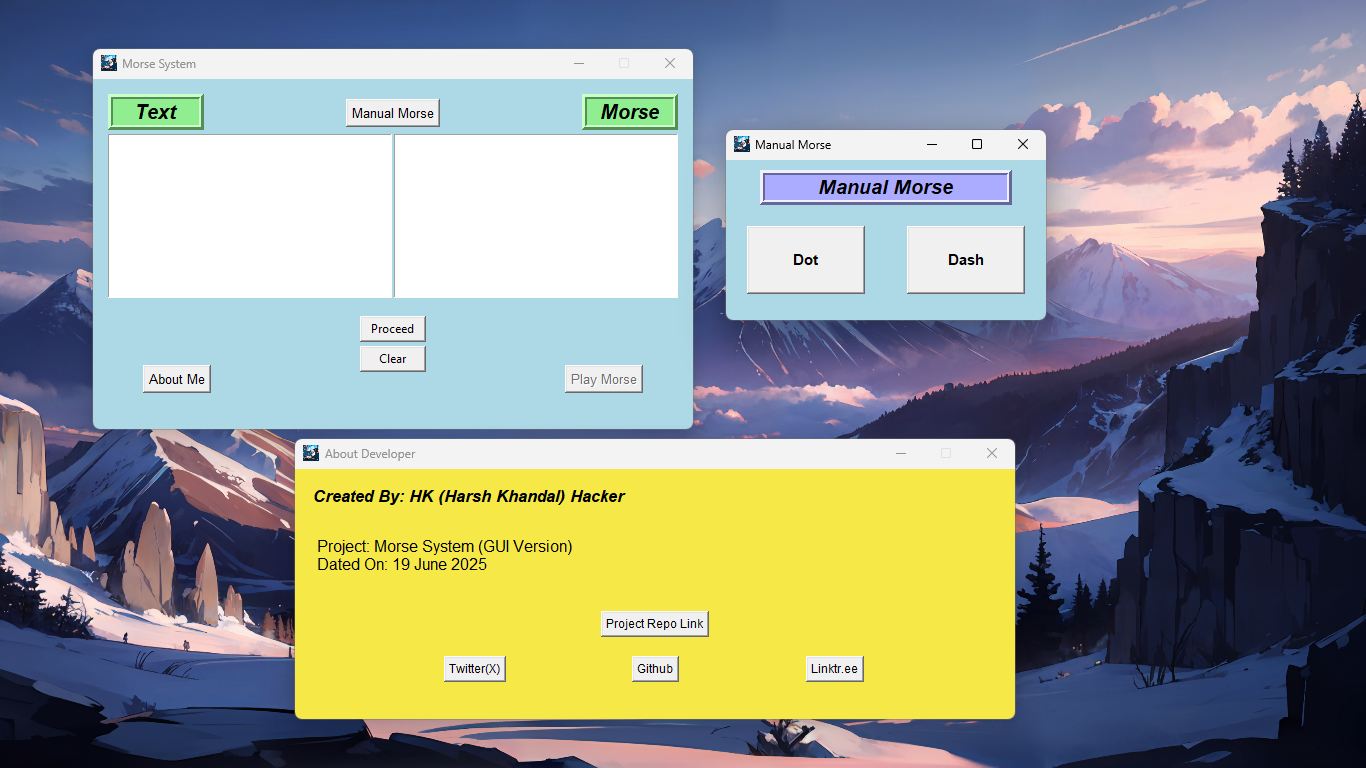 Morse System
Text
Manual Morse
Morse
Proceed
Clear
About Me
Play Morse
Manual Morse
Manual Morse
Dot
Dash
About Developer
Created By: HK (Harsh Khandal) Hacker
Project: Morse System (GUI Version)
Dated On: 19 June 2025
Project Repo Link
Twitter(X)
Github
Linktr.ee